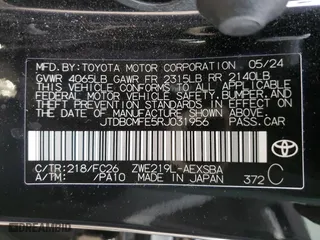 MFD. BY: TOYOTA MOTOR CORPORATION 05/24
GVWR 4065LB GAWR FR 2315LB RR 2140LB
THIS VEHICLE CONFORMS TO ALL APPLICABLE
FEDERAL MOTOR VEHICLE SAFETY, BUMPER, AND
THEFT PREVENTION STANDARDS IN EFFECT ON
THE DATE OF MANUFACTURE SHOWN ABOVE.
JTDBCMFE5RJ031956 PASS.CAR
C/TR:218/FC26 ZWE219L-AEXSBA
A/TM: -/PA10 MADE IN JAPAN 372 C
TOYOTA